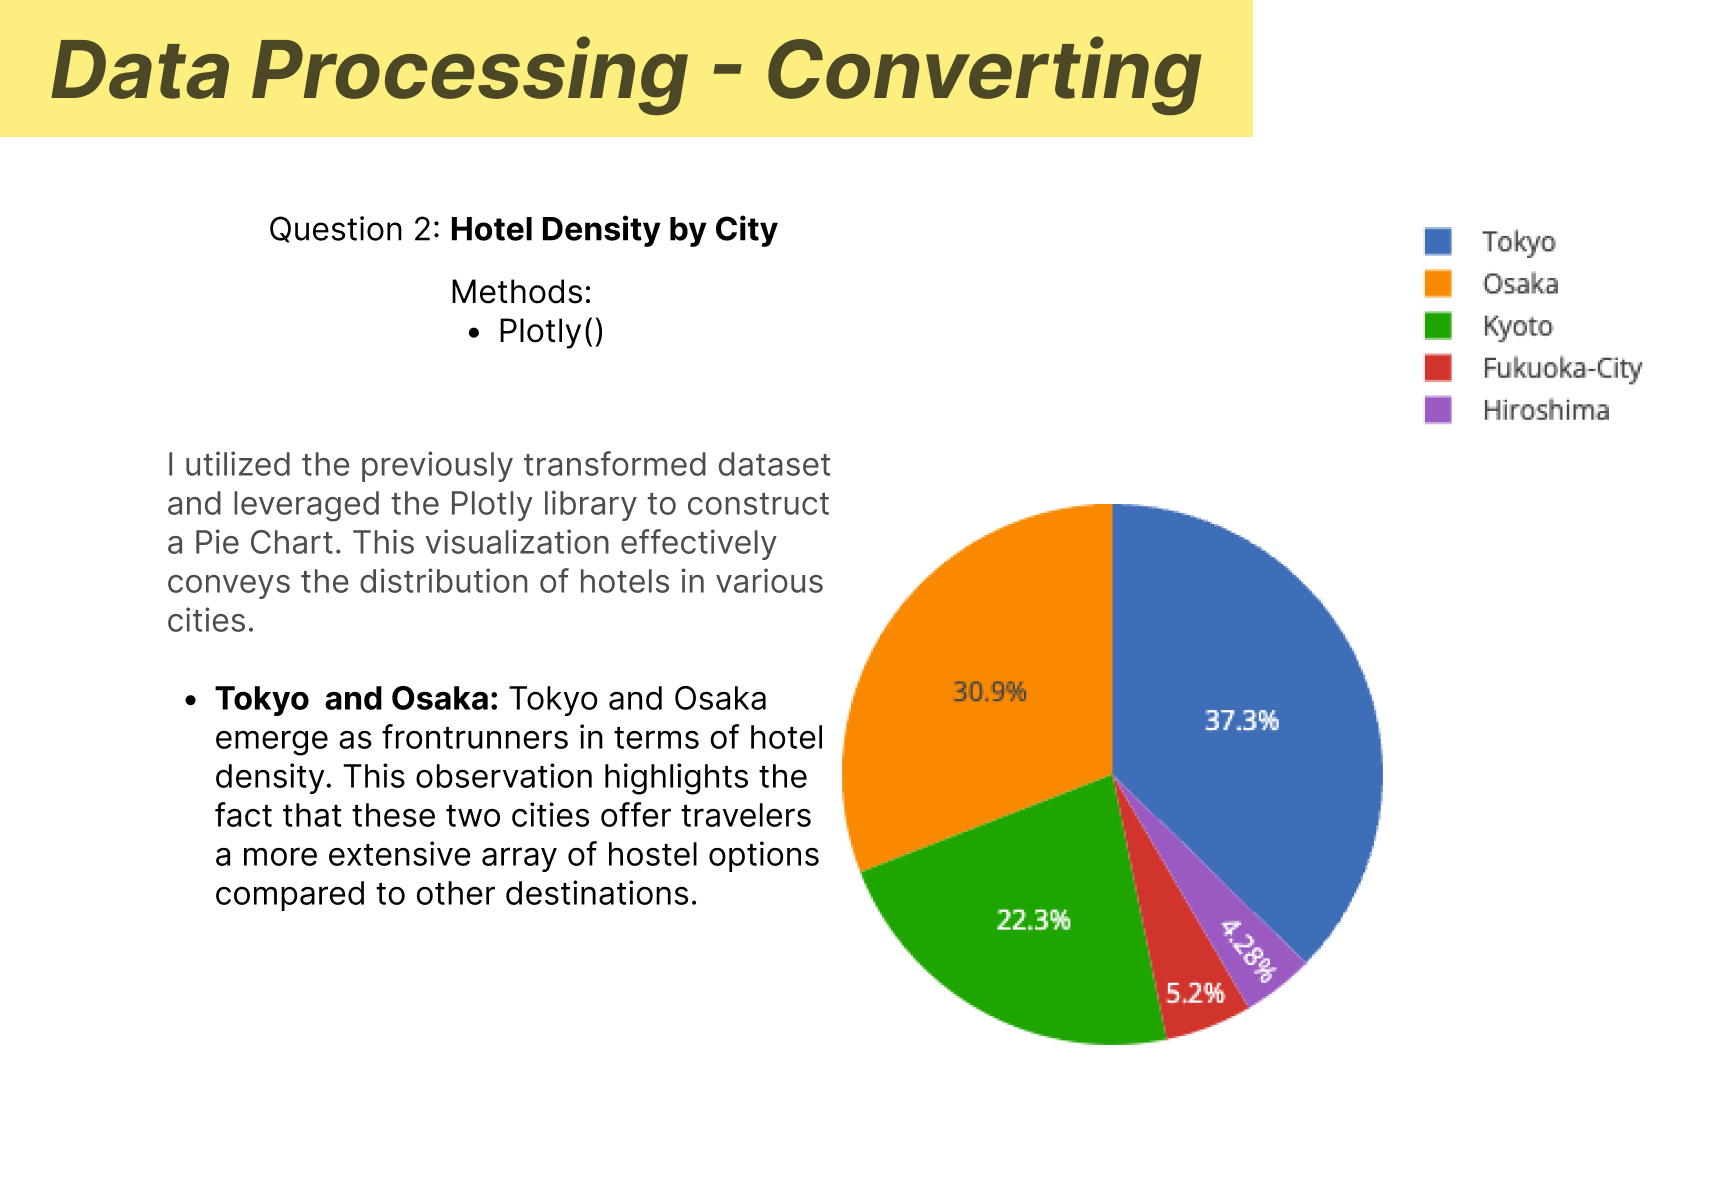 Data Processing - Converting
Question 2: Hotel Density by City
Methods:
• Plotly()
I utilized the previously transformed dataset
and leveraged the Plotly library to construct
a Pie Chart. This visualization effectively
conveys the distribution of hotels in various
cities.
• Tokyo  and Osaka: Tokyo and Osaka
emerge as frontrunners in terms of hotel
density. This observation highlights the
fact that these two cities offer travelers
a more extensive array of hostel options
compared to other destinations.
Tokyo
Osaka
Kyoto
Fukuoka-City
Hiroshima
30.9%
37.3%
22.3%
4.28%
5.2%